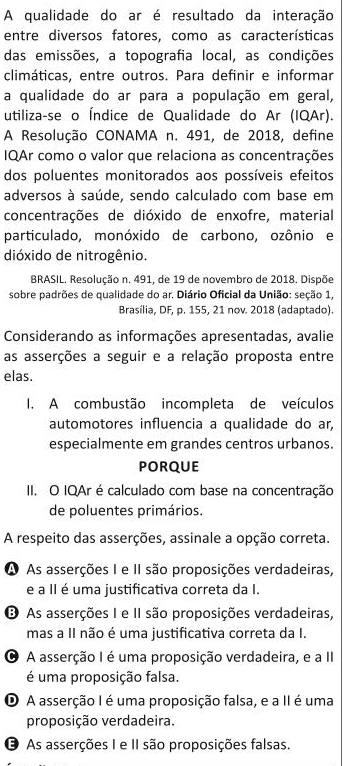 A qualidade do ar é resultado da interação
entre diversos fatores, como as características
das emissões, a topografia local, as condições
climáticas, entre outros. Para definir e informar
a qualidade do ar para a população em geral,
utiliza-se o Índice de Qualidade do Ar (IQAr).
A Resolução CONAMA n. 491, de 2018, define
IQAr como o valor que relaciona as concentrações
dos poluentes monitorados aos possíveis efeitos
adversos à saúde, sendo calculado com base em
concentrações de dióxido de enxofre, material
particulado, monóxido de carbono, ozônio e
dióxido de nitrogênio.
BRASIL. Resolução n. 491, de 19 de novembro de 2018. Dispõe
sobre padrões de qualidade do ar. Diário Oficial da União: seção 1,
Brasília, DF, p. 155, 21 nov. 2018 (adaptado).
Considerando as informações apresentadas, avalie
as asserções a seguir e a relação proposta entre
elas.
I. A combustão incompleta de veículos
automotores influencia a qualidade do ar,
especialmente em grandes centros urbanos.
PORQUE
II. O IQAr é calculado com base na concentração
de poluentes primários.
A respeito das asserções, assinale a opção correta.
A As asserções I e II são proposições verdadeiras,
e a II é uma justificativa correta da I.
B As asserções I e II são proposições verdadeiras,
mas a II não é uma justificativa correta da I.
C A asserção I é uma proposição verdadeira, e a II
é uma proposição falsa.
D A asserção I é uma proposição falsa, e a II é uma
proposição verdadeira.
E As asserções I e II são proposições falsas.